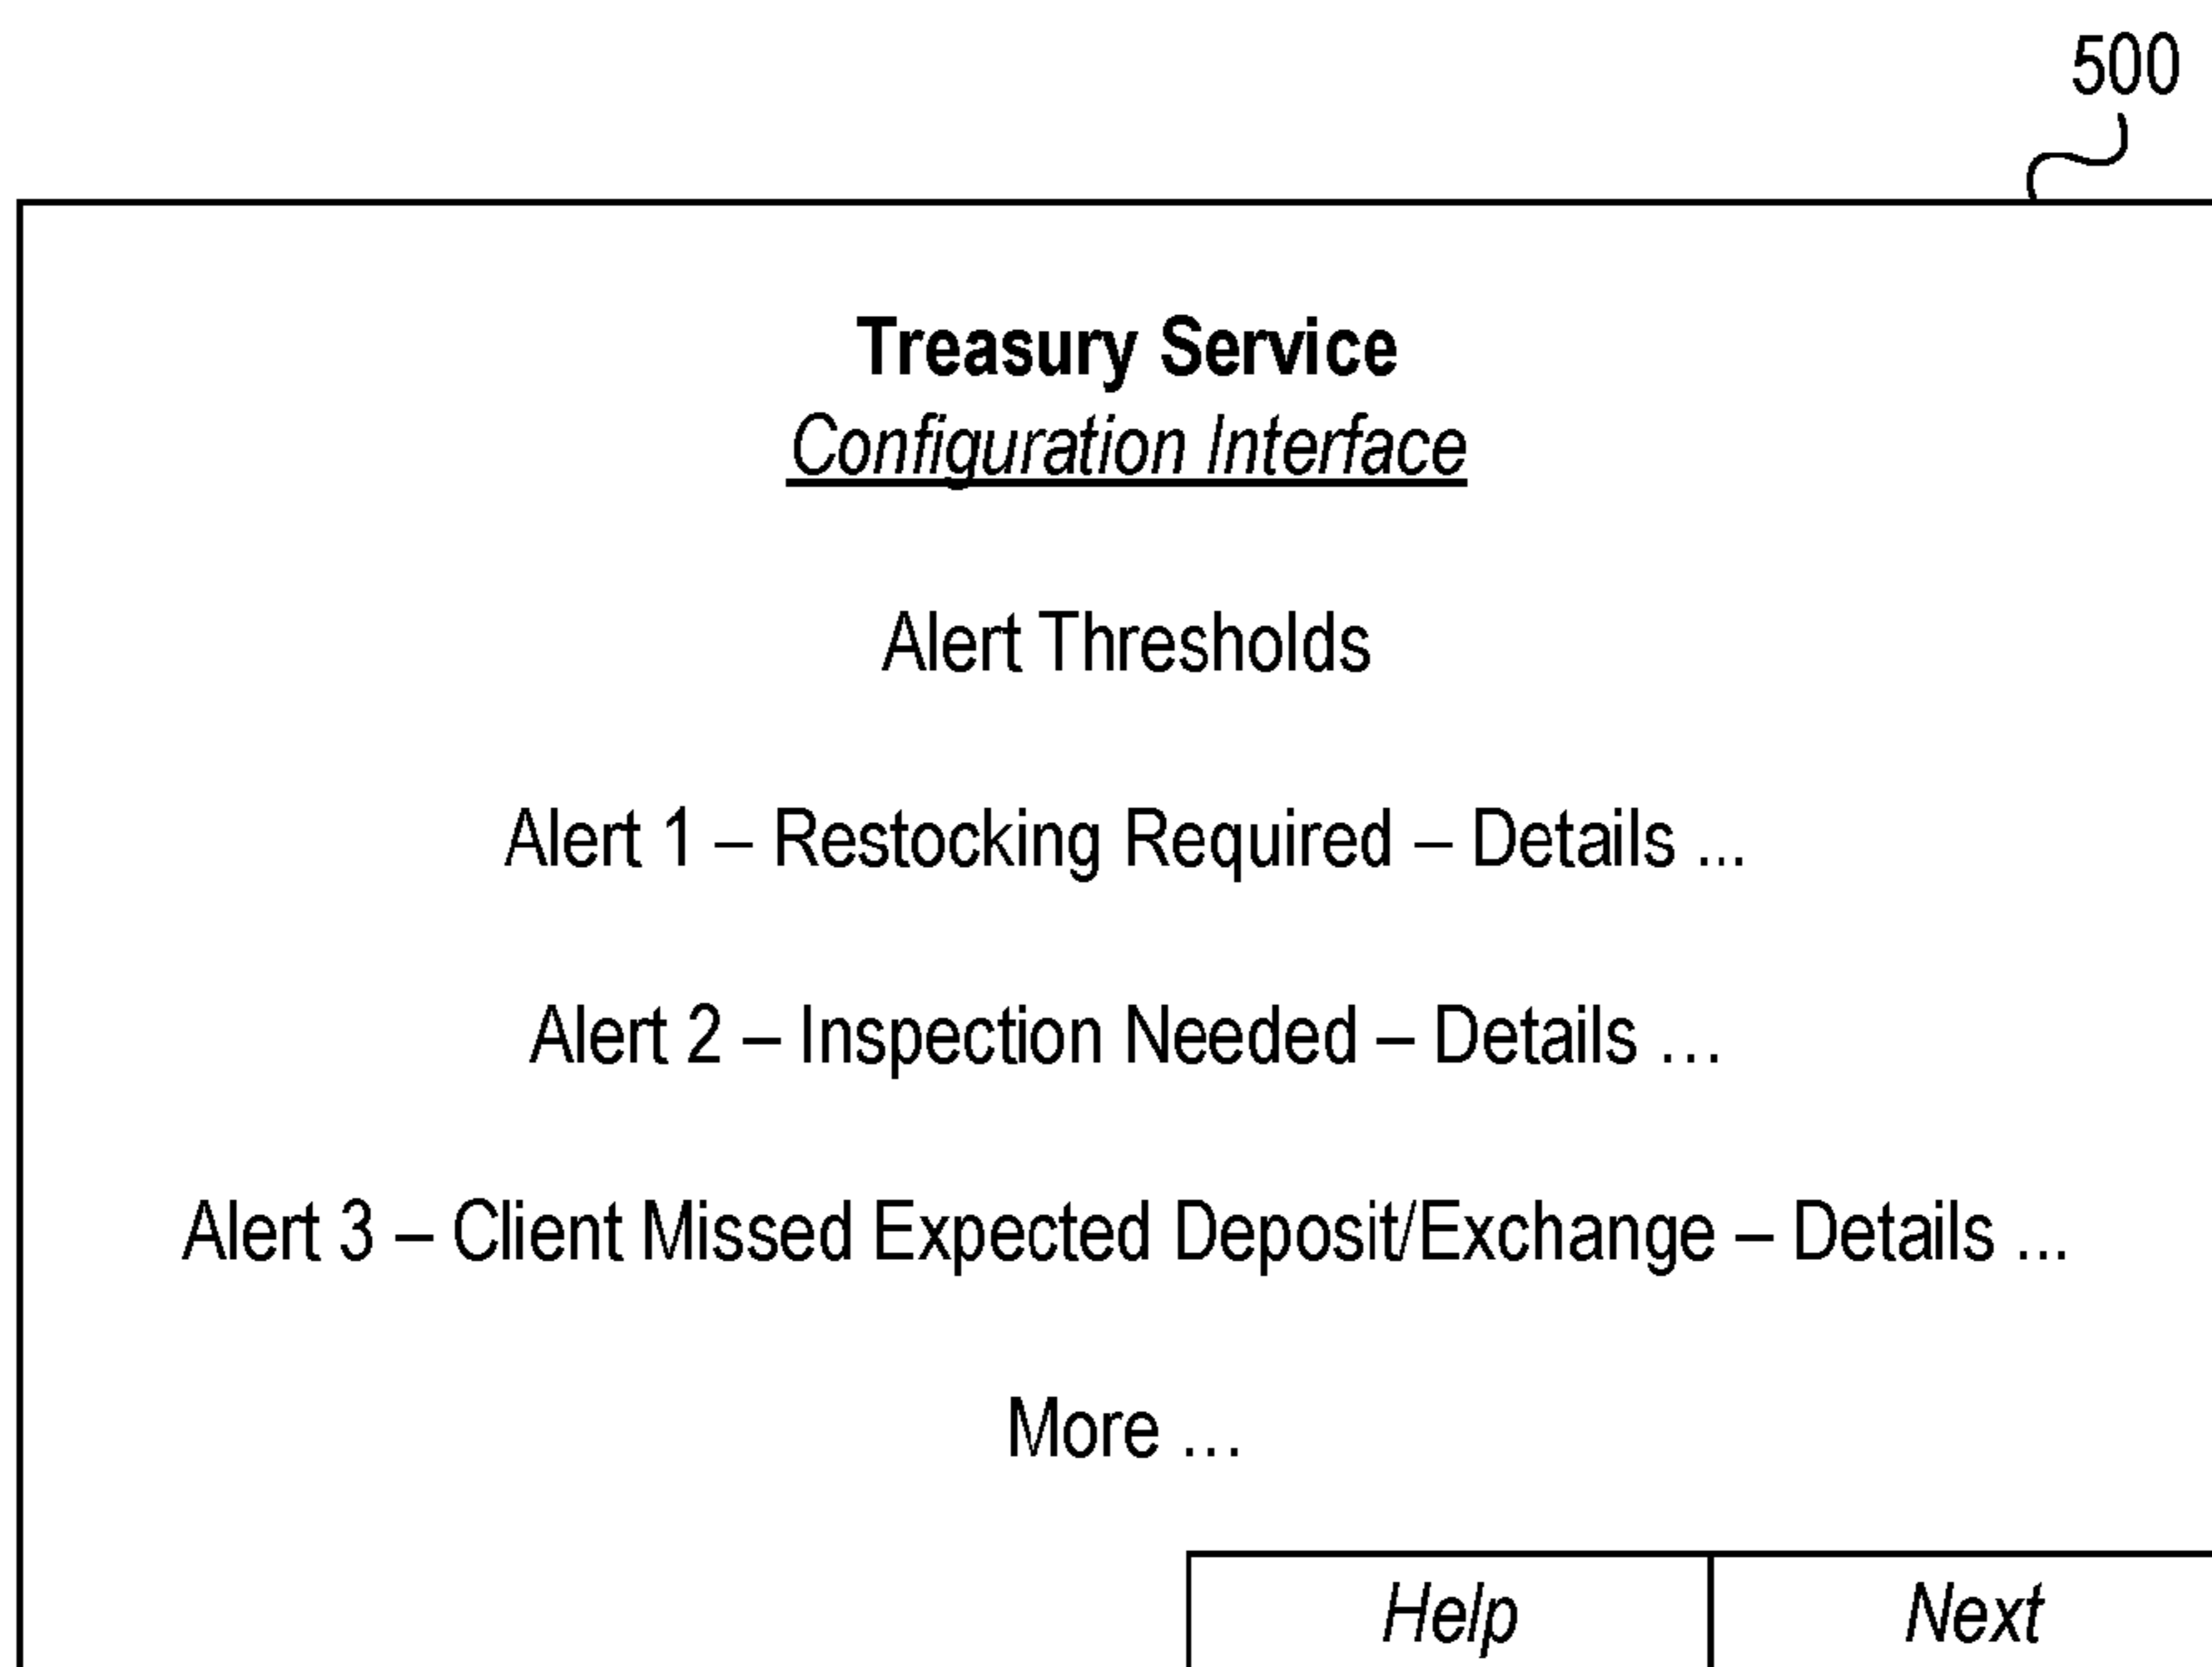 500
Treasury Service
Configuration Interface
Alert Thresholds
Alert 1 – Restocking Required – Details ...
Alert 2 – Inspection Needed – Details ...
Alert 3 – Client Missed Expected Deposit/Exchange – Details ...
More ...
Help Next